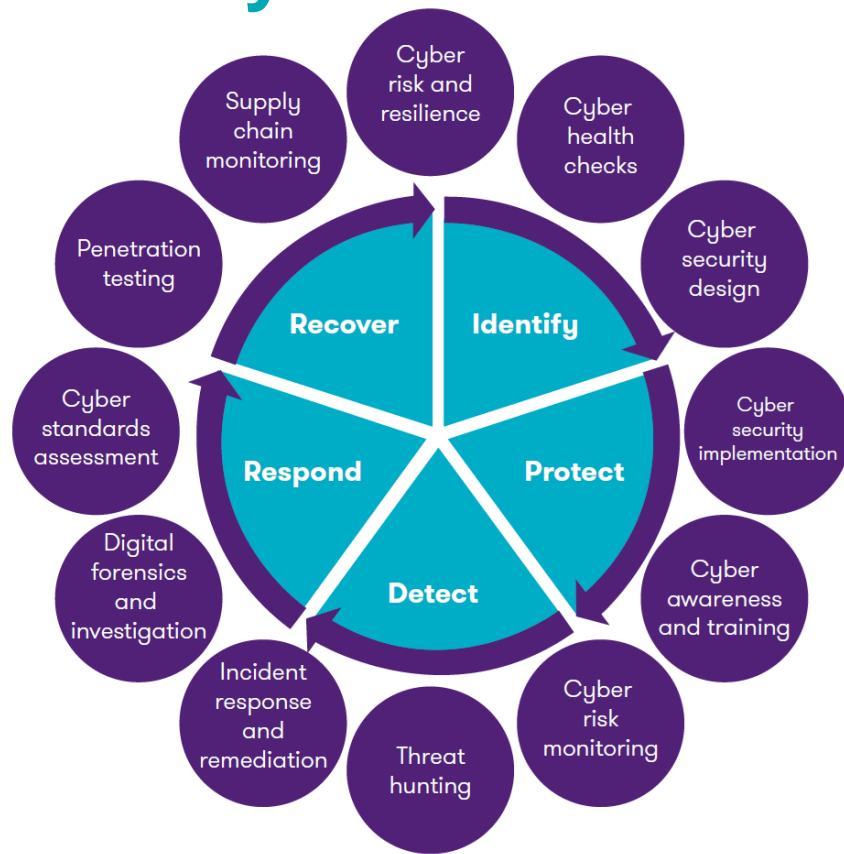 Cyber
risk and
resilience
Cyber
health
checks
Cyber
security
design
Cyber
security
implementation
Cyber
awareness
and training
Cyber
risk
monitoring
Threat
hunting
Incident
response
and
remediation
Digital
forensics
and
investigation
Cyber
standards
assessment
Penetration
testing
Supply
chain
monitoring
Identify
Protect
Detect
Respond
Recover